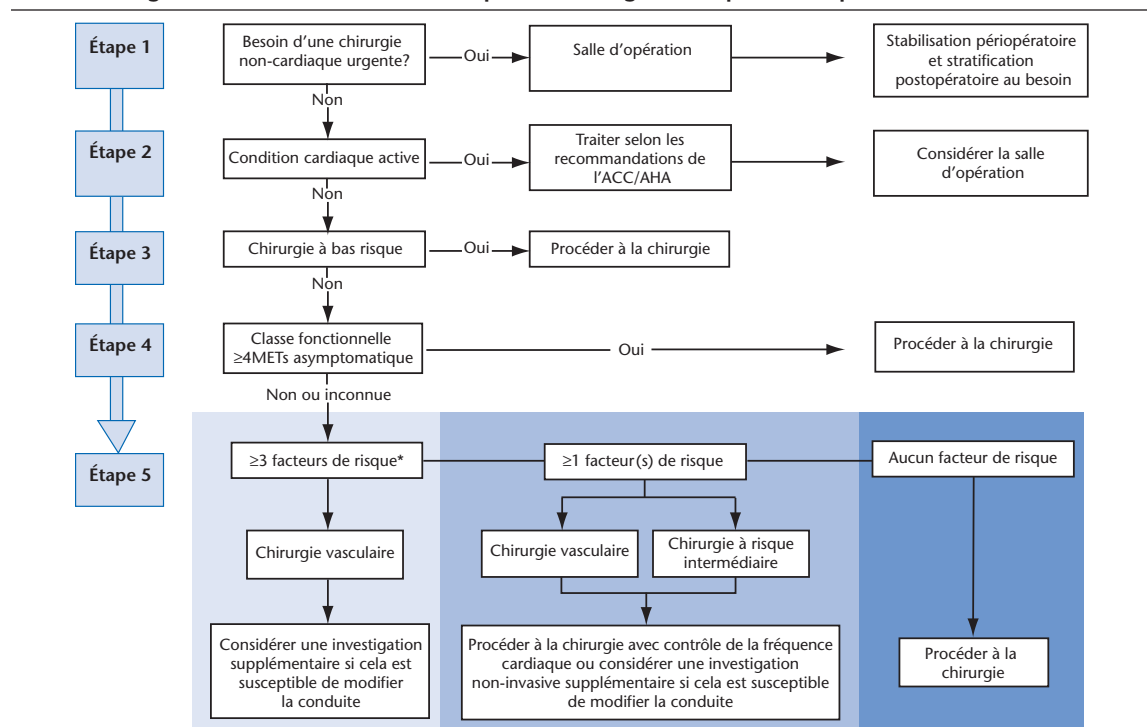 Étape 1
Besoin d'une chirurgie
non-cardiaque urgente?
Oui
Salle d'opération
Stabilisation périopératoire
et stratification
postopératoire au besoin
Non
Étape 2
Condition cardiaque active
Oui
Traiter selon les
recommandations de
l'ACC/AHA
Considérer la salle
d'opération
Non
Étape 3
Chirurgie à bas risque
Oui
Procéder à la chirurgie
Non
Étape 4
Classe fonctionnelle
≥4METs asymptomatique
Oui
Procéder à la chirurgie
Non ou inconnue
Étape 5
≥3 facteurs de risque*
≥1 facteur(s) de risque
Aucun facteur de risque
Chirurgie vasculaire
Chirurgie vasculaire
Chirurgie à risque
intermédiaire
Considérer une investigation
supplémentaire si cela est
susceptible de modifier
la conduite
Procéder à la chirurgie avec contrôle de la fréquence
cardiaque ou considérer une investigation
non-invasive supplémentaire si cela est susceptible
de modifier la conduite
Procéder à la
chirurgie